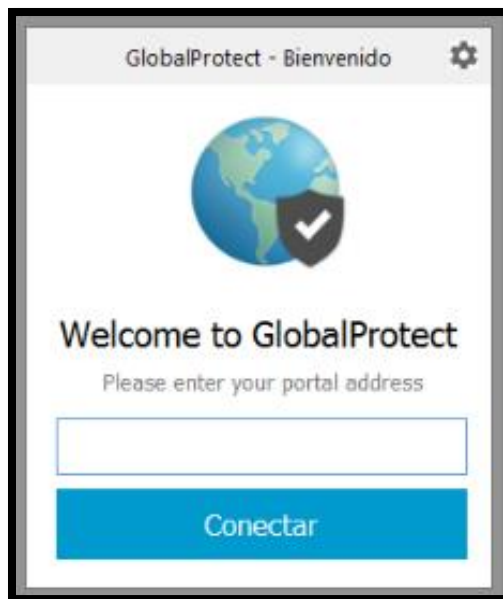 GlobalProtect - Bienvenido
Welcome to GlobalProtect
Please enter your portal address
Conectar